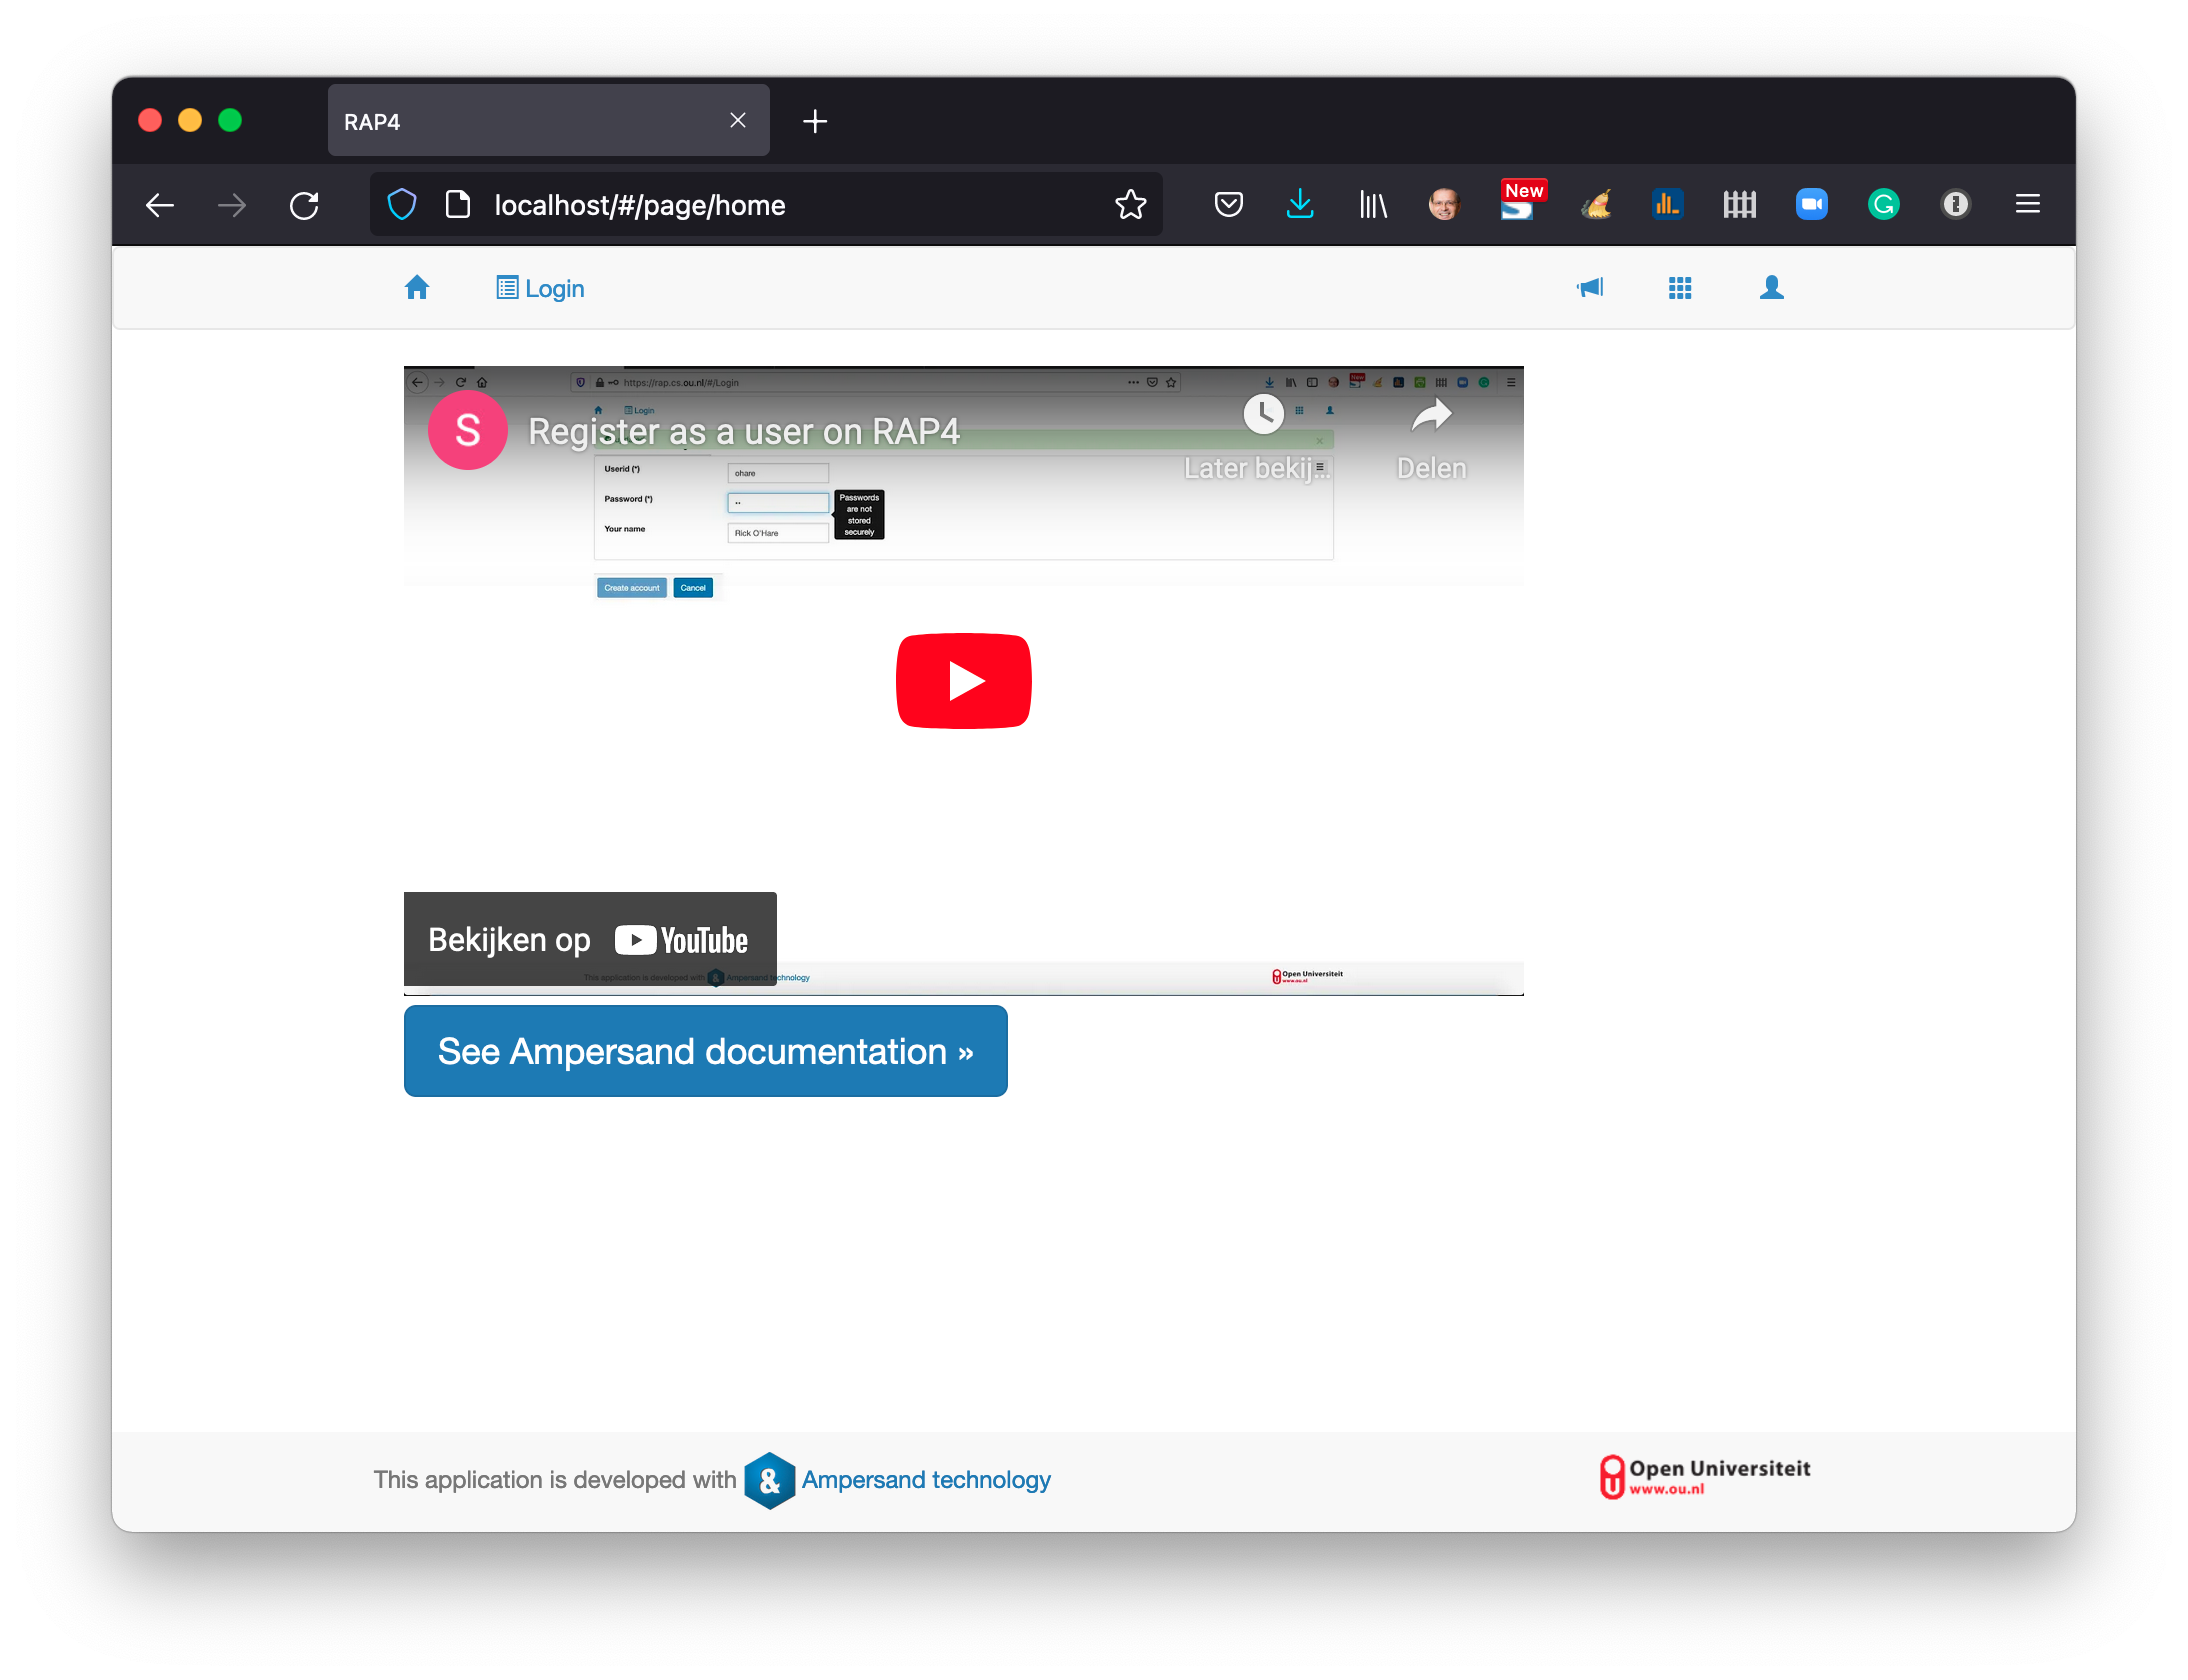 RAP4
localhost/#/page/home
New
Login
https://rap.cs.ou.nl/#/Login
Login
S
Register as a user on RAP4
Later bekij...
Delen
Userid (*)
ohare
Password (*)
Passwords
are not
stored
securely
Your name
Rick O'Hare
Create account
Cancel
Bekijken op YouTube
This application is developed with & Ampersand technology
Open Universiteit
www.ou.nl
See Ampersand documentation »
This application is developed with & Ampersand technology
Open Universiteit
www.ou.nl